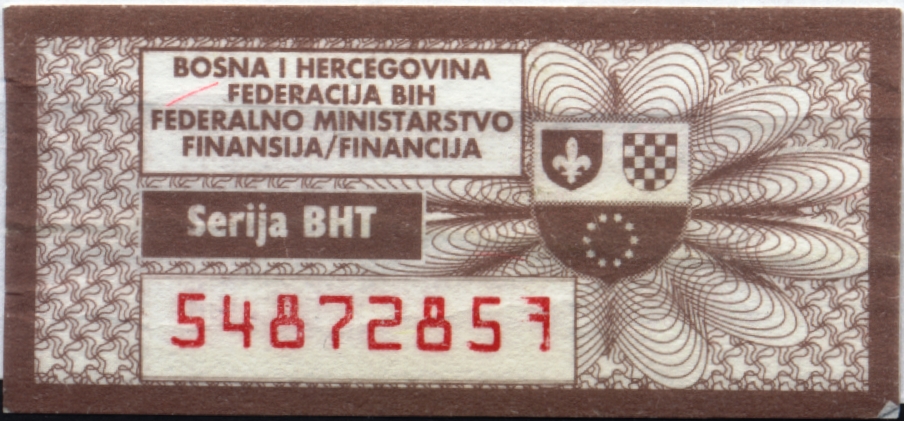 BOSNA I HERCEGOVINA
FEDERACIJA BIH
FEDERALNO MINISTARSTVO
FINANSIJA/FINANCIJA
Serija BHT
54872857